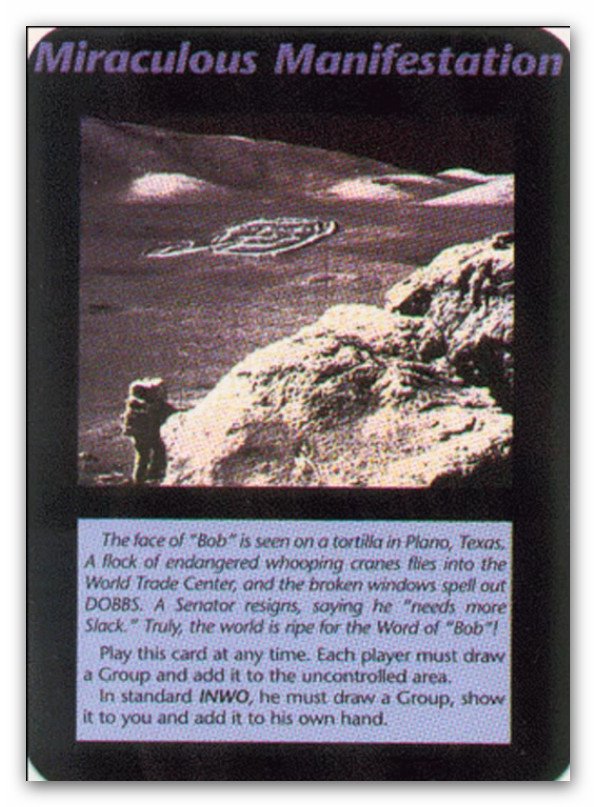 Miraculous Manifestation
The face of "Bob" is seen on a tortilla in Plano, Texas.
A flock of endangered whooping cranes flies into the
World Trade Center, and the broken windows spell out
DOBBS. A Senator resigns, saying he "needs more
Slack." Truly, the world is ripe for the Word of "Bob"!
Play this card at any time. Each player must draw
a Group and add it to the uncontrolled area.
In standard INWO, he must draw a Group, show
it to you and add it to his own hand.